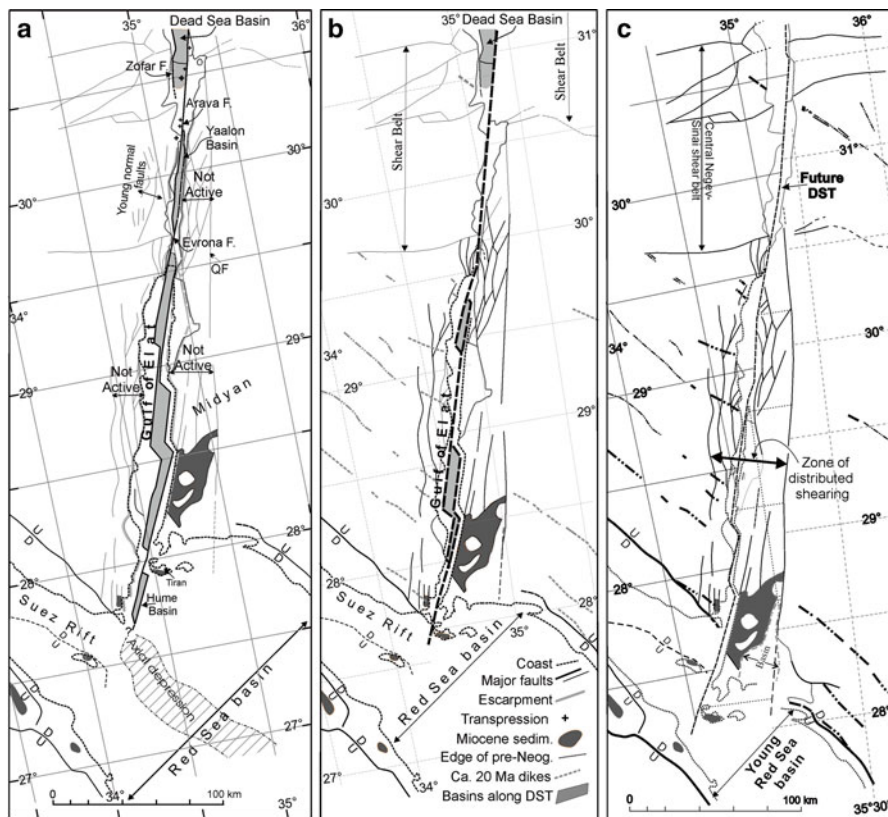 a
35°
Dead Sea Basin
36°
Zofar F.
31°
Arava F.
Yaalon
Basin
Young normal
faults
Not
Active
30°
30°
Evrona F.
QF
34°
29°
Not
Active
Not
Active
29°
Gulf of Elat
Midyan
28°
U
D
Tiran
28°
Hume
Basin
Suez Rift
D
U
Axial depression
Red Sea basin
27°
U
D
U
D
27°
34°
0
100 km
35°
b
35°
Dead Sea Basin
36°
31°
Shear Belt
Shear Belt
30°
30°
34°
29°
29°
Gulf of Elat
28°
28°
U
D
Suez Rift
D
U
35°
Red Sea basin
U
D
27°
34°
Coast
Major faults
Escarpment
Transpression
Miocene sedim.
Edge of pre-Neog.
Ca. 20 Ma dikes
Basins along DST
c
35°
36°
Central Negev-
Sinai shear belt
31°
Future
DST
30°
30°
34°
29°
Zone of
distributed
shearing
29°
28°
U
D
Basin
28°
D
U
U
D
Young
Red Sea
basin
0
100 km
35°30'